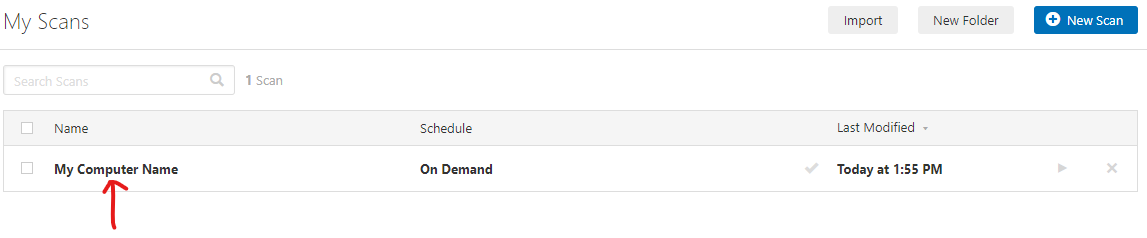 My Scans
Import
New Folder
New Scan
Search Scans
1 Scan
Name Schedule Last Modified
My Computer Name On Demand Today at 1:55 PM